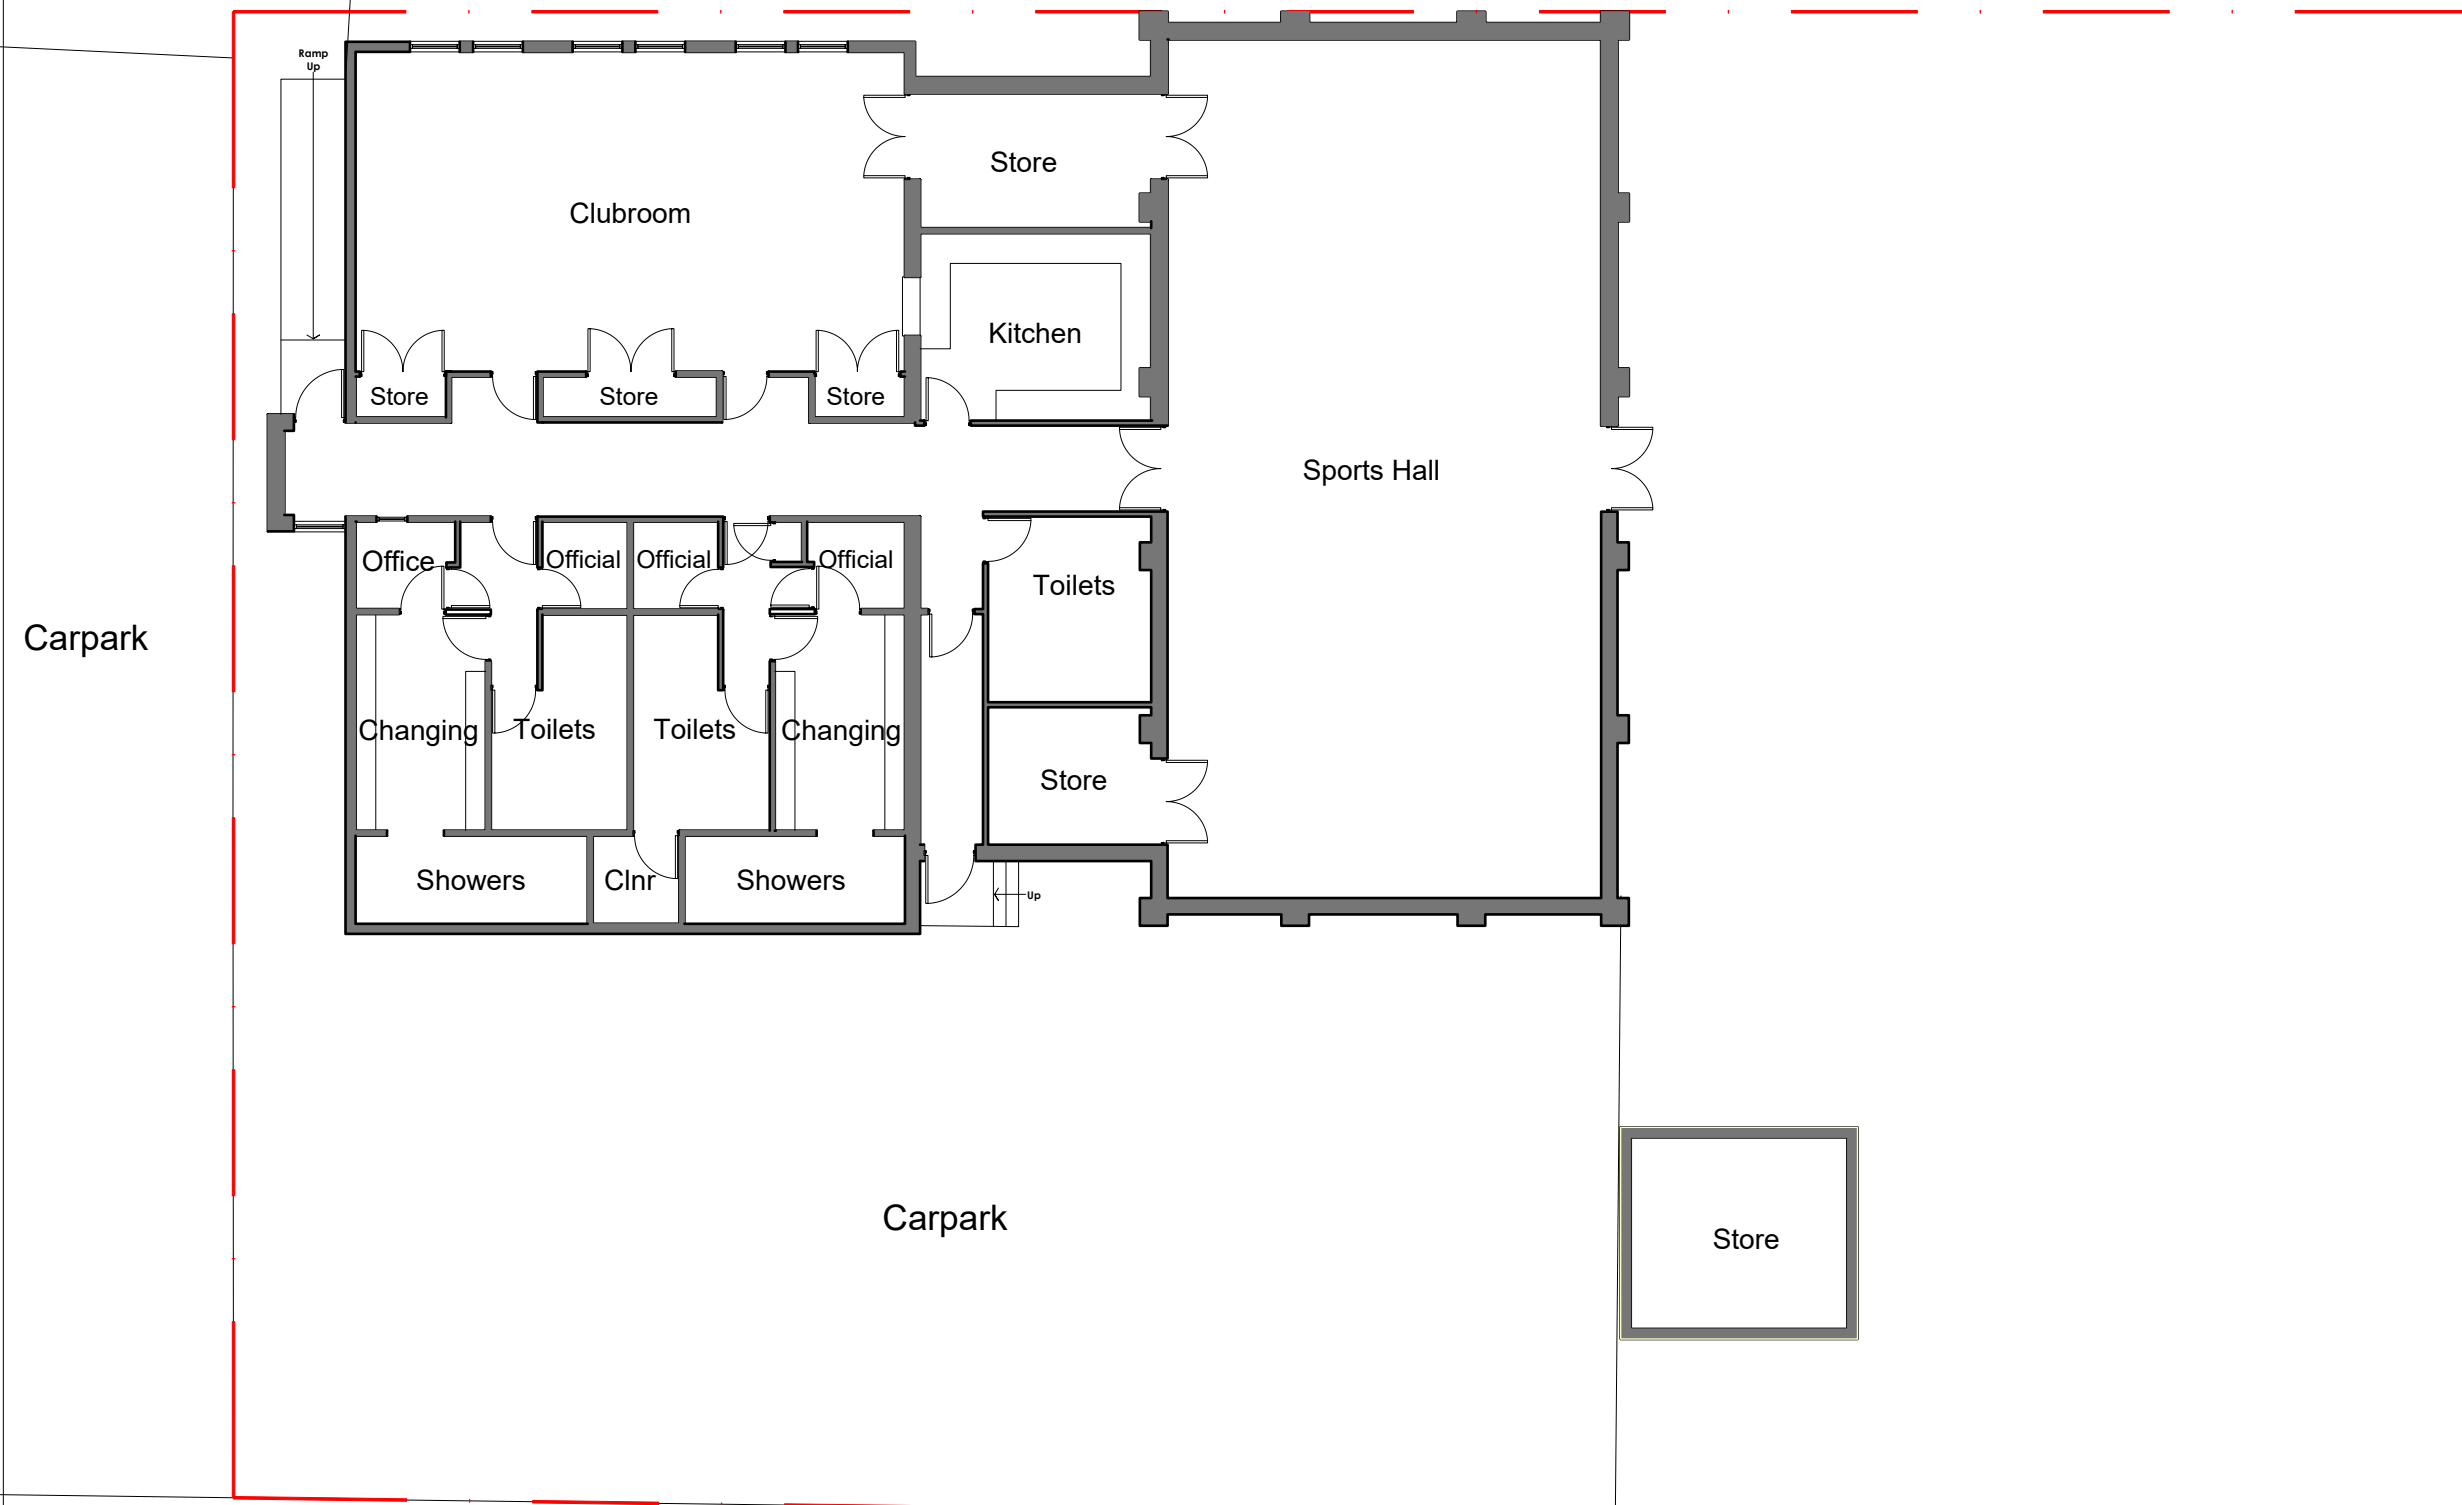 Ramp
Up
Store
Clubroom
Kitchen
Store
Store
Store
Sports Hall
Office
Official
Official
Official
Toilets
Carpark
Changing
Toilets
Toilets
Changing
Store
Showers
Clnr
Showers
Up
Carpark
Store